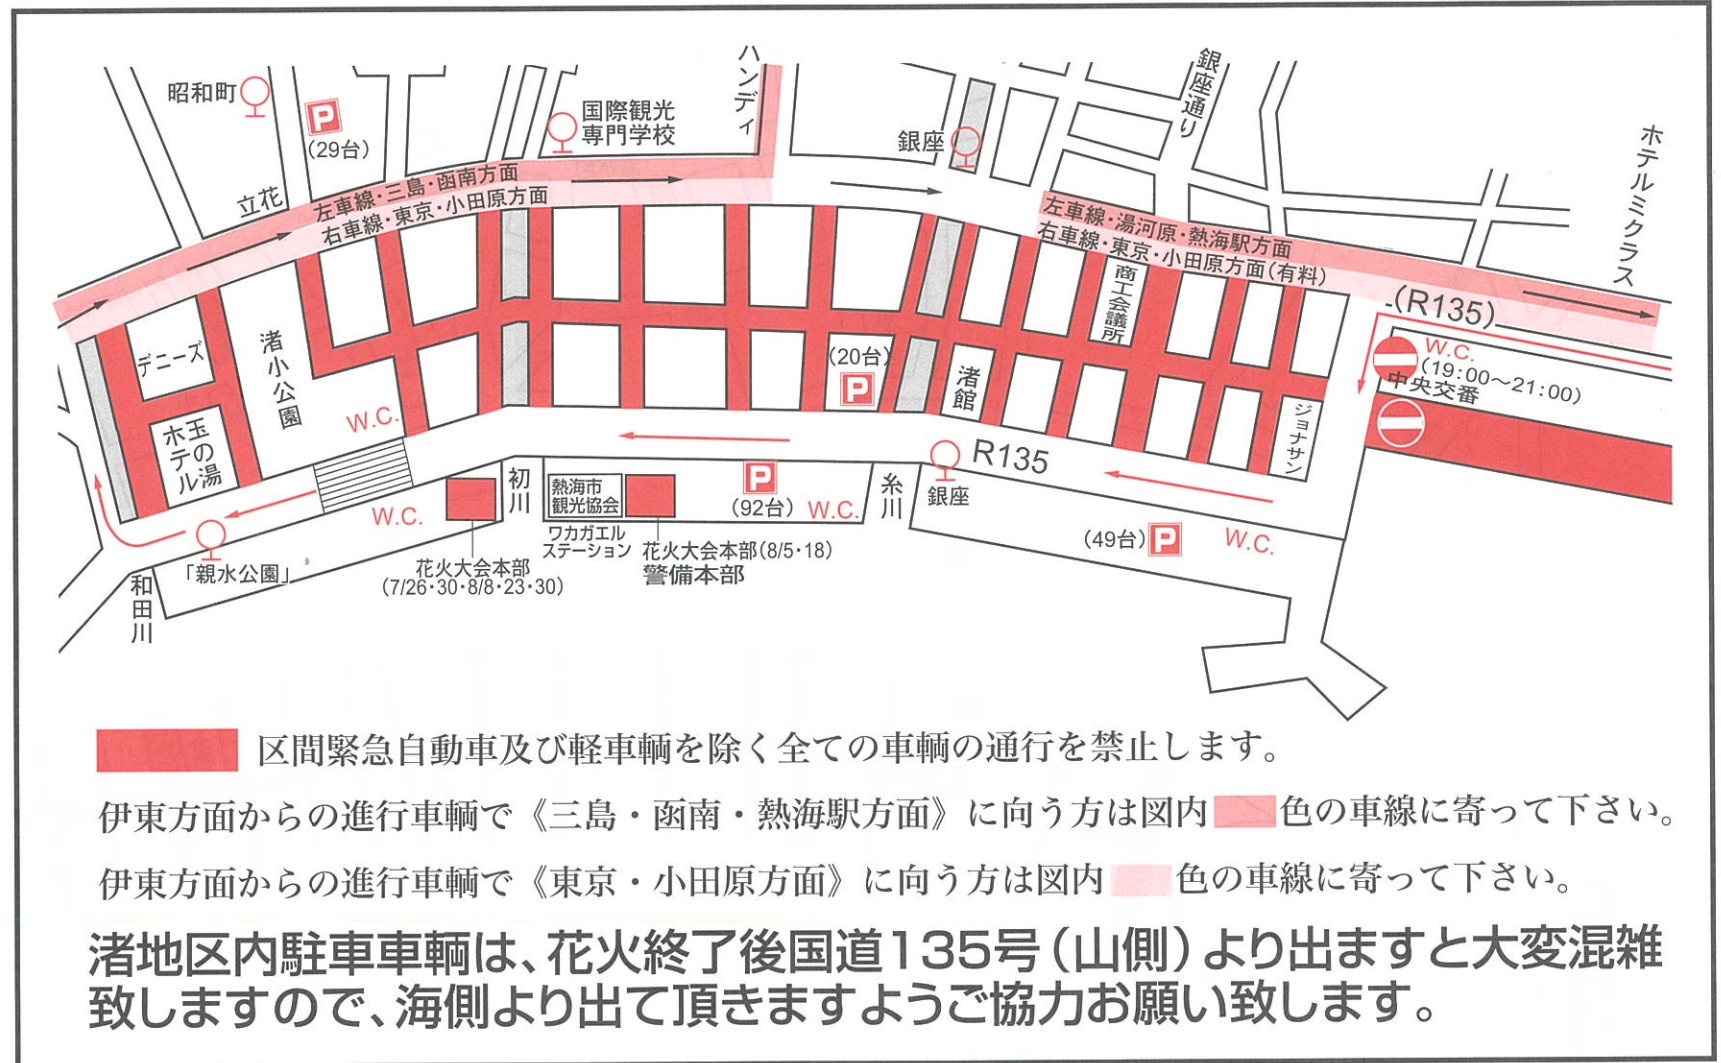 ハンディ
銀座通り
昭和町
P
(29台)
国際観光
専門学校
銀座
ホテルミクラス
立花
左車線・三島・函南方面
右車線・東京・小田原方面
左車線・湯河原・熱海駅方面
右車線・東京・小田原方面(有料)
商工会議所
(R135)
W.C.
(19:00〜21:00)
中央交番
デニーズ
渚小公園
(20台)
P
渚館
ジョナサン
玉の湯
ホテル
W.C.
R135
銀座
初川
熱海市
観光協会
ワカガエル
ステーション
P
(92台)
W.C.
糸川
W.C.
(49台)
P
W.C.
「親水公園」
和田川
花火大会本部
(7/26・30・8/8・23・30)
花火大会本部(8/5・18)
警備本部
区間緊急自動車及び軽車輌を除く全ての車輌の通行を禁止します。
伊東方面からの進行車輌で《三島・函南・熱海駅方面》に向う方は図内 色の車線に寄って下さい。
伊東方面からの進行車輌で《東京・小田原方面》に向う方は図内 色の車線に寄って下さい。
渚地区内駐車車輌は、花火終了後国道135号(山側)より出ますと大変混雑
致しますので、海側より出て頂きますようご協力お願い致します。